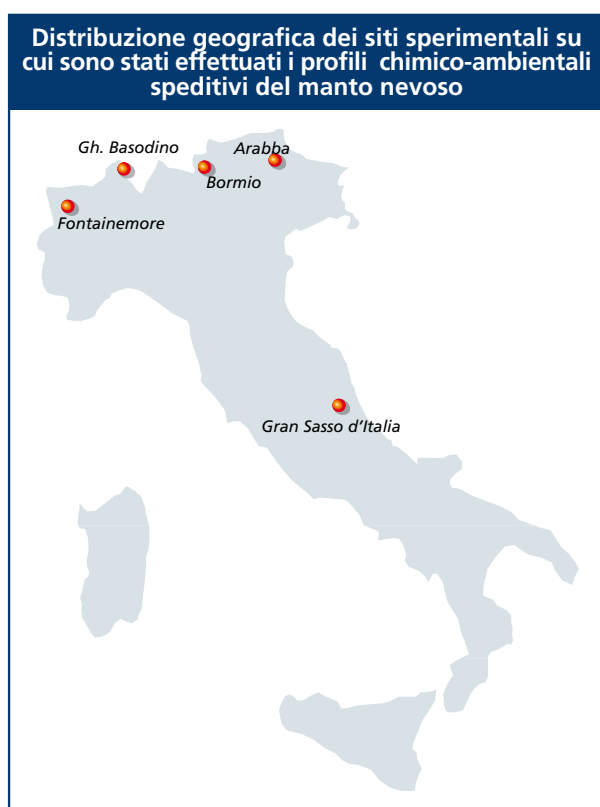 Distribuzione geografica dei siti sperimentali su
cui sono stati effettuati i profili chimico-ambientali
speditivi del manto nevoso
Gh. Basodino
Arabba
Bormio
Fontainemore
Gran Sasso d'Italia